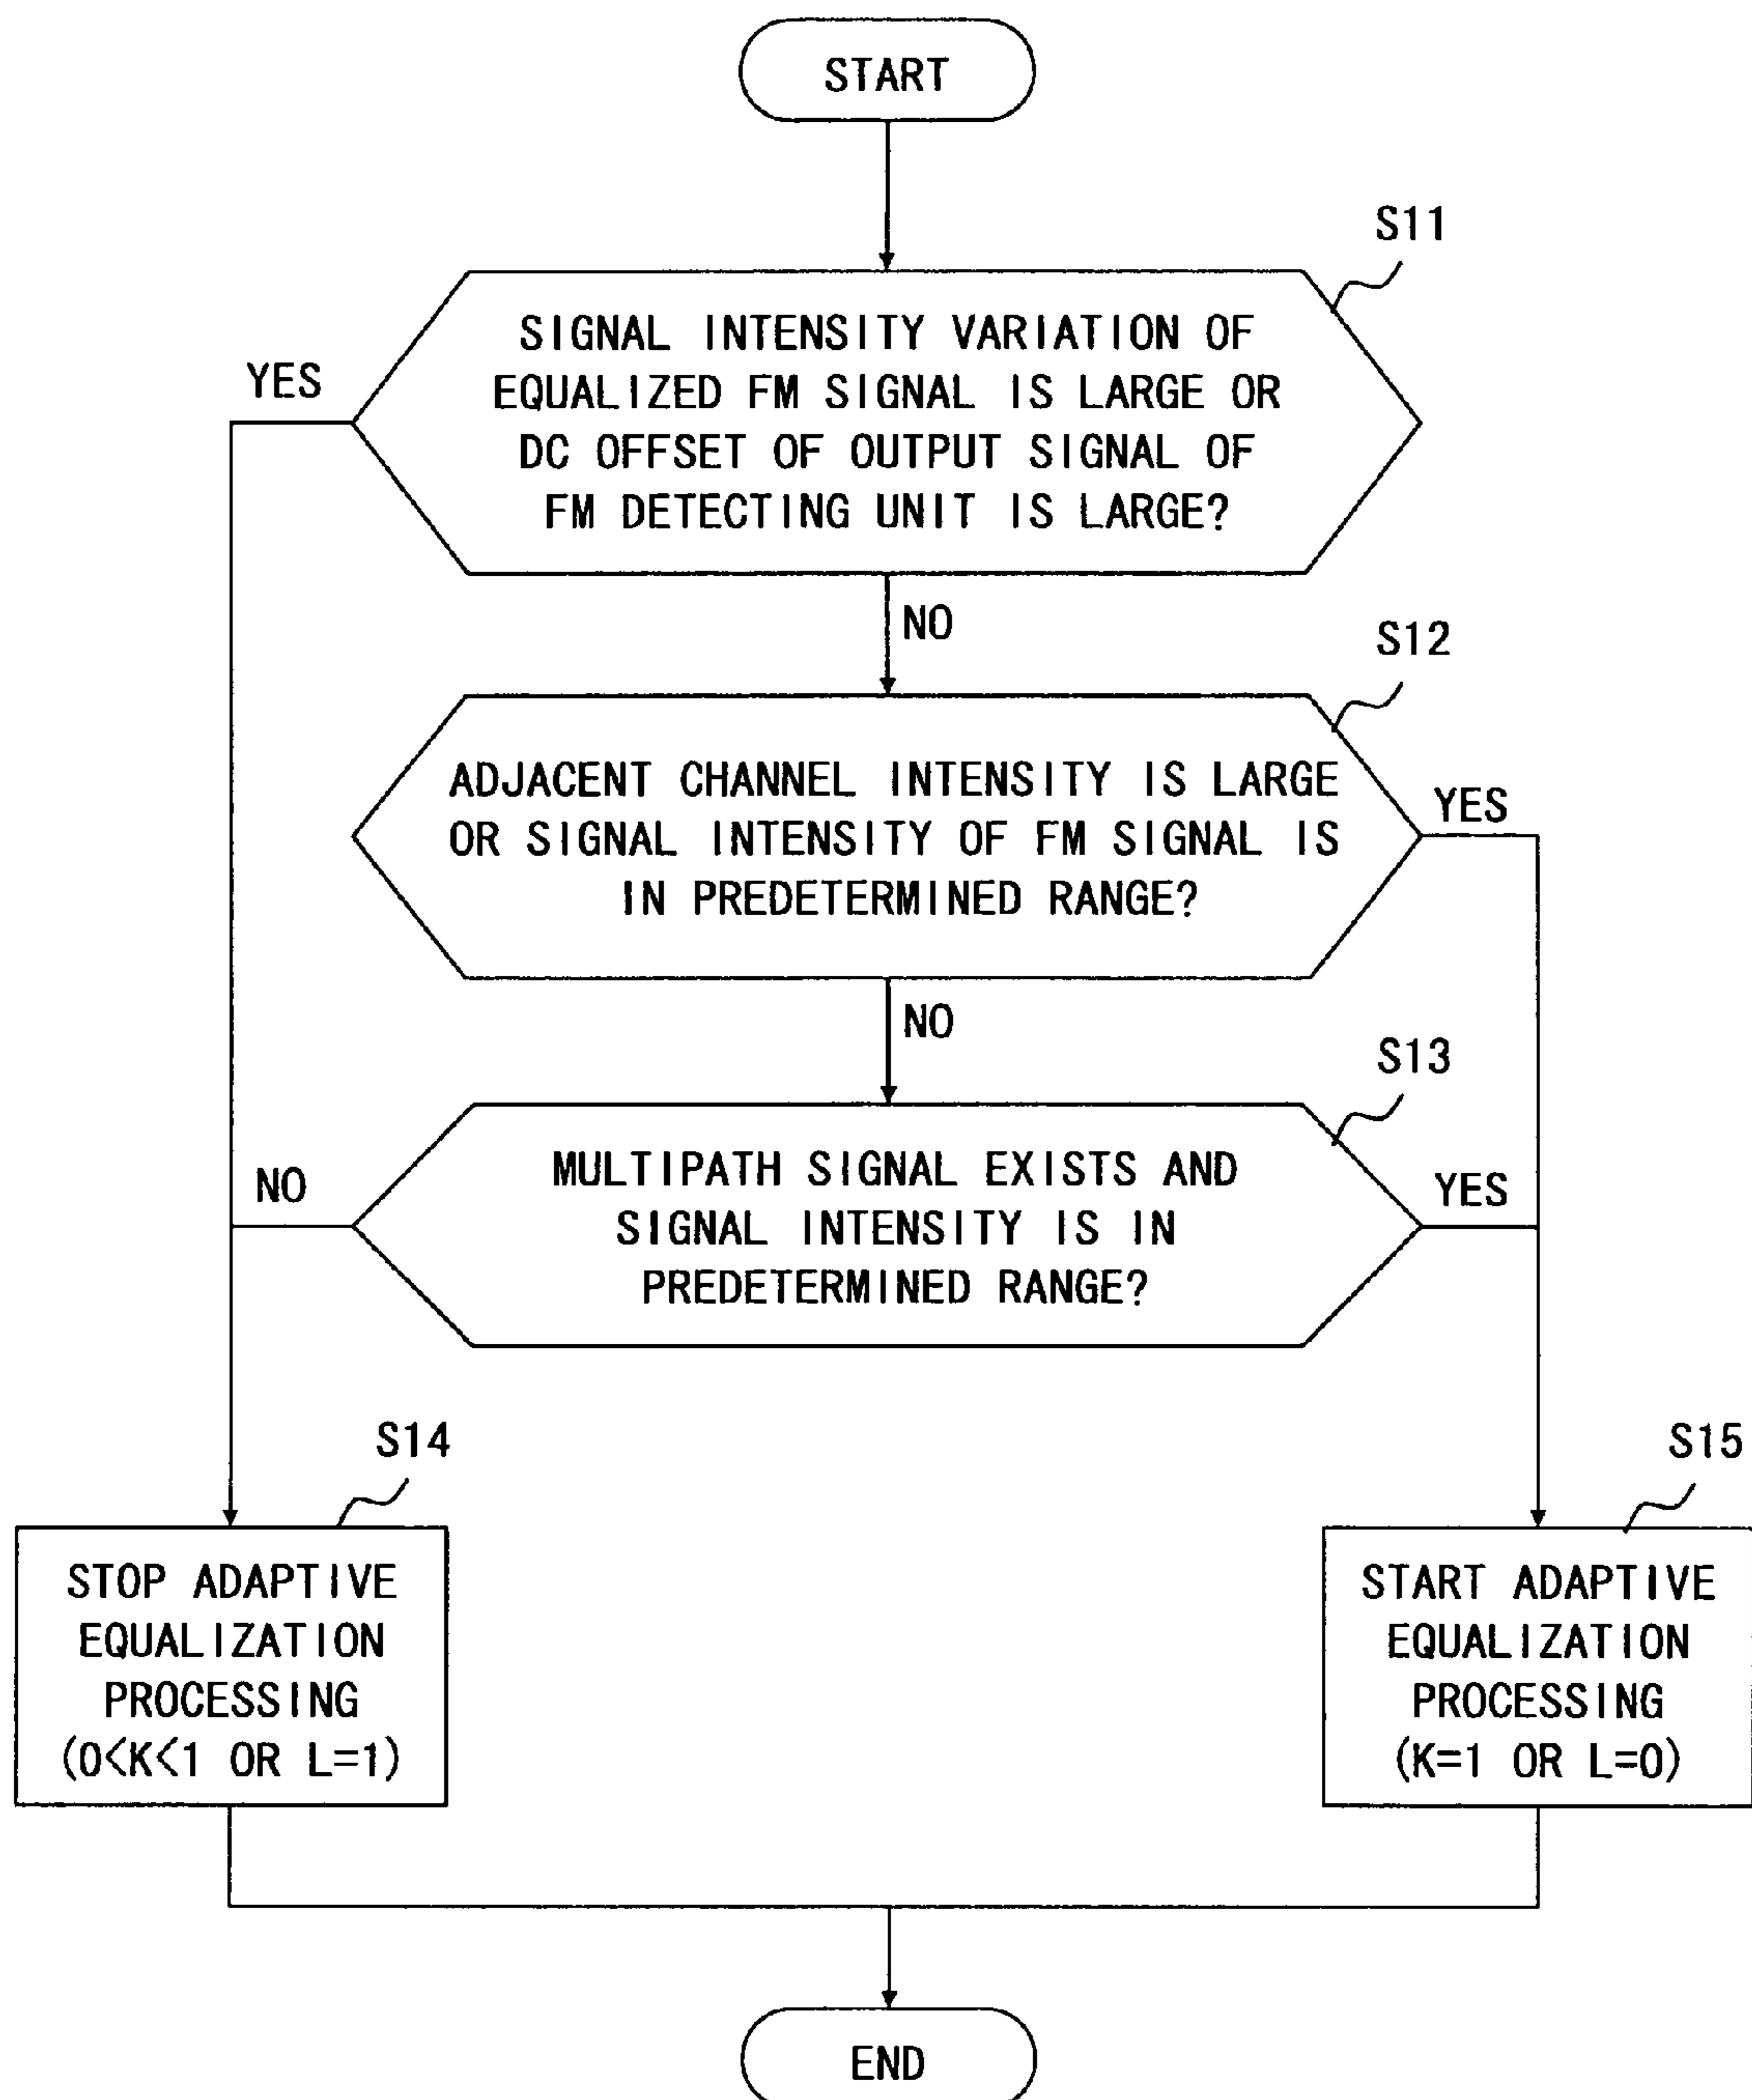 START
S11
SIGNAL INTENSITY VARIATION OF
EQUALIZED FM SIGNAL IS LARGE OR
DC OFFSET OF OUTPUT SIGNAL OF
FM DETECTING UNIT IS LARGE?
YES
NO
S12
ADJACENT CHANNEL INTENSITY IS LARGE
OR SIGNAL INTENSITY OF FM SIGNAL IS
IN PREDETERMINED RANGE?
YES
NO
S13
MULTIPATH SIGNAL EXISTS AND
SIGNAL INTENSITY IS IN
PREDETERMINED RANGE?
NO
YES
S14
STOP ADAPTIVE
EQUALIZATION
PROCESSING
(0<K<1 OR L=1)
S15
START ADAPTIVE
EQUALIZATION
PROCESSING
(K=1 OR L=0)
END